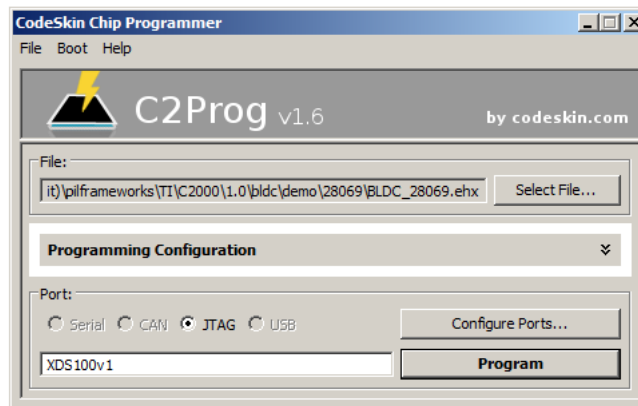 CodeSkin Chip Programmer
File Boot Help
C2Prog v1.6 by codeskin.com
File:
it)\pilframeworks\TI\C2000\1.0\bldc\demo\28069\BLDC_28069.ehx Select File...
Programming Configuration
Port:
Serial CAN JTAG USB Configure Ports...
XDS100v1 Program